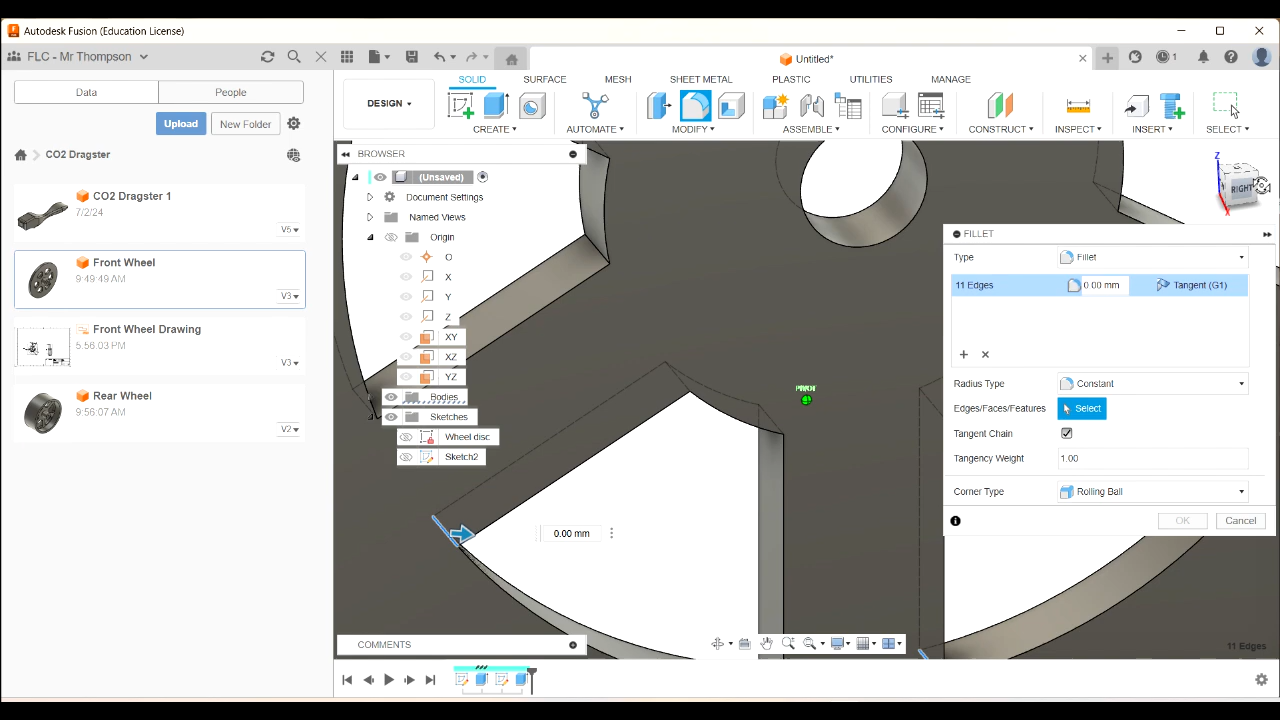 Autodesk Fusion (Education License)
FLC - Mr Thompson
Untitled*
1
Data
People
Upload
New Folder
CO2 Dragster
CO2 Dragster 1
7/2/24
V5
Front Wheel
9:49:49 AM
V3
Front Wheel Drawing
5:56:03 PM
V3
Rear Wheel
9:56:07 AM
V2
DESIGN
SOLID
SURFACE
MESH
SHEET METAL
PLASTIC
UTILITIES
MANAGE
CREATE
AUTOMATE
MODIFY
ASSEMBLE
CONFIGURE
CONSTRUCT
INSPECT
INSERT
SELECT
BROWSER
(Unsaved)
Document Settings
Named Views
Origin
O
X
Y
Z
XY
XZ
YZ
Bodies
Sketches
Wheel disc
Sketch2
Z
RIGHT
X
PIVOT
0.00 mm
FILLET
Type
Fillet
11 Edges
0.00 mm
Tangent (G1)
Radius Type
Constant
Edges/Faces/Features
Select
Tangent Chain
Tangency Weight
1.00
Corner Type
Rolling Ball
OK
Cancel
COMMENTS
11 Edges